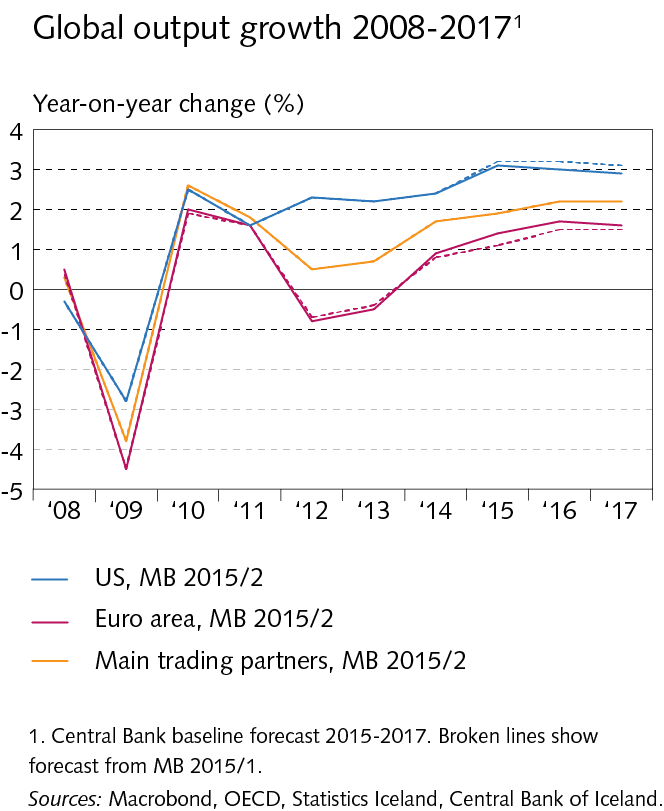 Global output growth 2008-2017¹
Year-on-year change (%)
4
3
2
1
0
-1
-2
-3
-4
-5
‘08 ‘09 ‘10 ‘11 ‘12 ‘13 ‘14 ‘15 ‘16 ‘17
US, MB 2015/2
Euro area, MB 2015/2
Main trading partners, MB 2015/2
1. Central Bank baseline forecast 2015-2017. Broken lines show
forecast from MB 2015/1.
Sources: Macrobond, OECD, Statistics Iceland, Central Bank of Iceland.